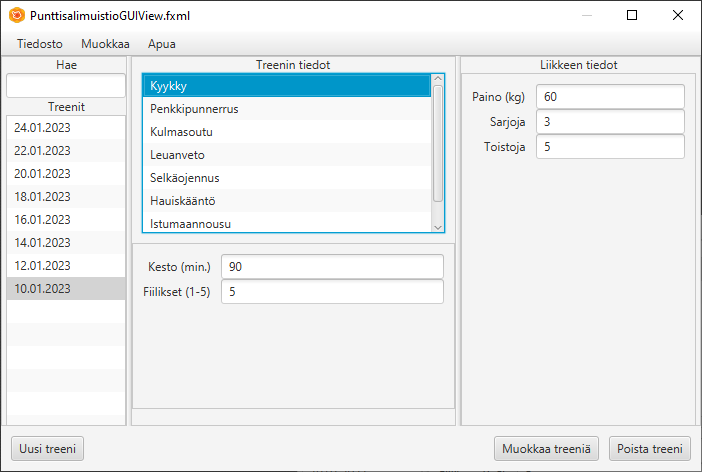 PunttisalimuistioGUIView.fxml
Tiedosto Muokkaa Apua
Hae
Treenit
24.01.2023
22.01.2023
20.01.2023
18.01.2023
16.01.2023
14.01.2023
12.01.2023
10.01.2023
Treenin tiedot
Kyykky
Penkkipunnerrus
Kulmasoutu
Leuanveto
Selkäojennus
Hauiskääntö
Istumaannousu
Kesto (min.) 90
Fiilikset (1-5) 5
Liikkeen tiedot
Paino (kg) 60
Sarjoja 3
Toistoja 5
Uusi treeni Muokkaa treeniä Poista treeni